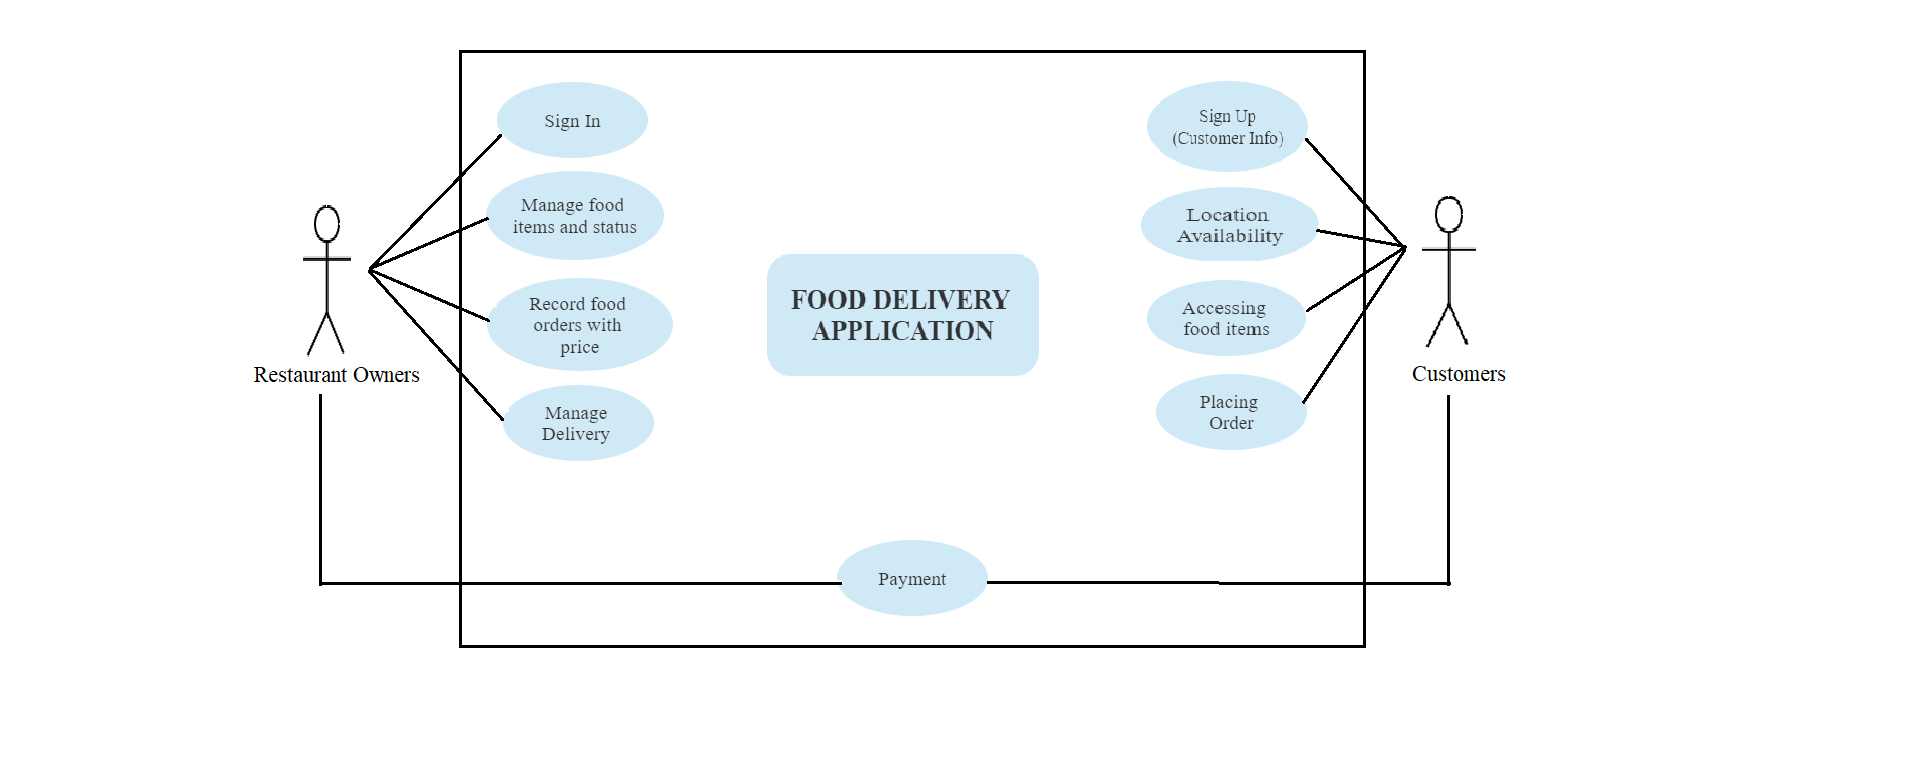 Sign In
Manage food
items and status
Record food
orders with
price
Manage
Delivery
Restaurant Owners
FOOD DELIVERY
APPLICATION
Payment
Sign Up
(Customer Info)
Location
Availability
Accessing
food items
Placing
Order
Customers